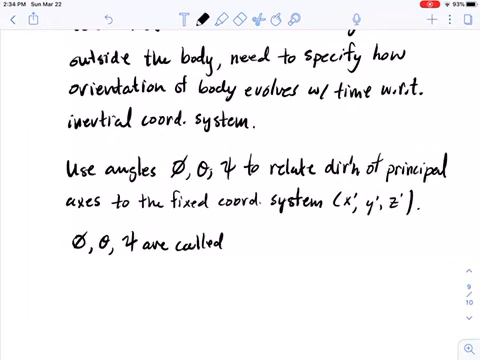 2:34 PM Sun Mar 22
93%
outside the body, need to specify how
orientation of body evolves w/ time w.r.t.
inertial coord. system.
Use angles Ø, θ, ψ to relate dir'n of principal
axes to the fixed coord. system (x', y', z').
Ø, θ, ψ are called
9
/
10